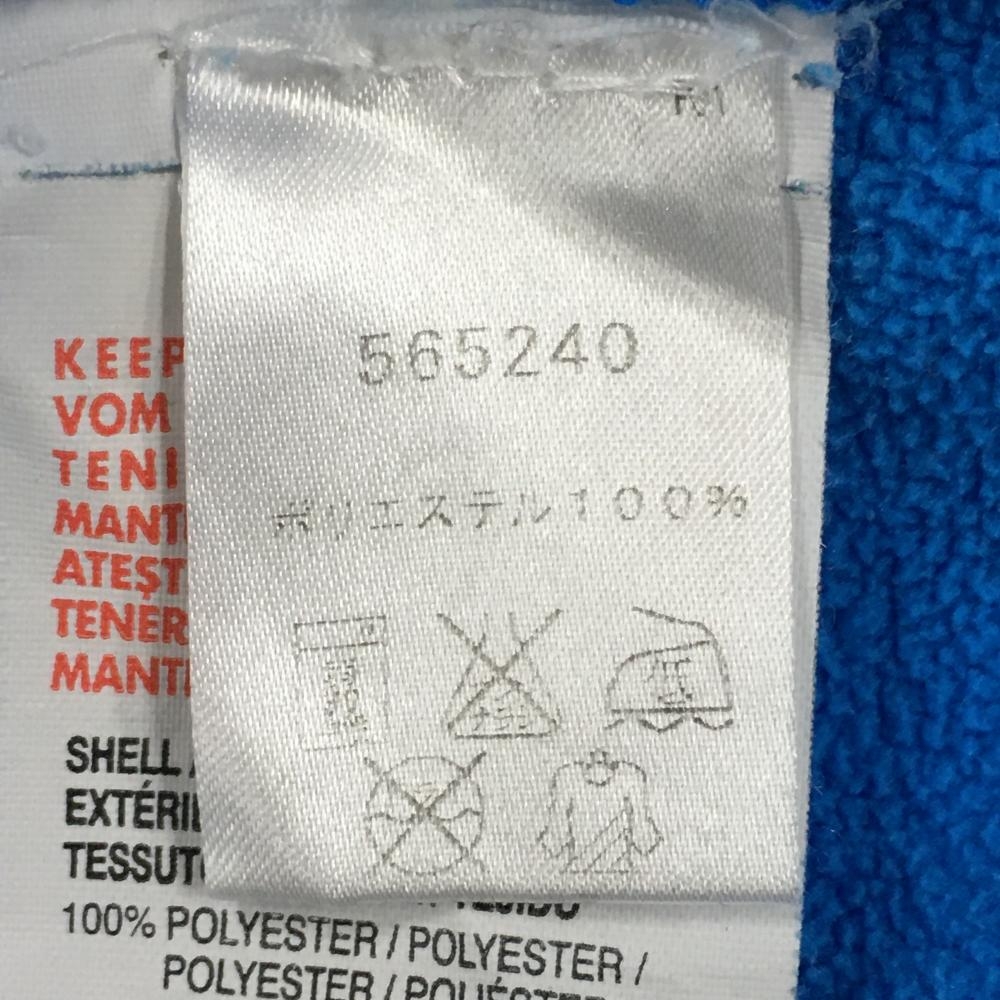 565240
ポリエステル100%
KEEP
VOM
TENI
MANT
ATEŞT
TENER
MANT
SHELL
EXTÉRI
TESSUT
100% POLYESTER / POLYESTER /
POLYESTER /